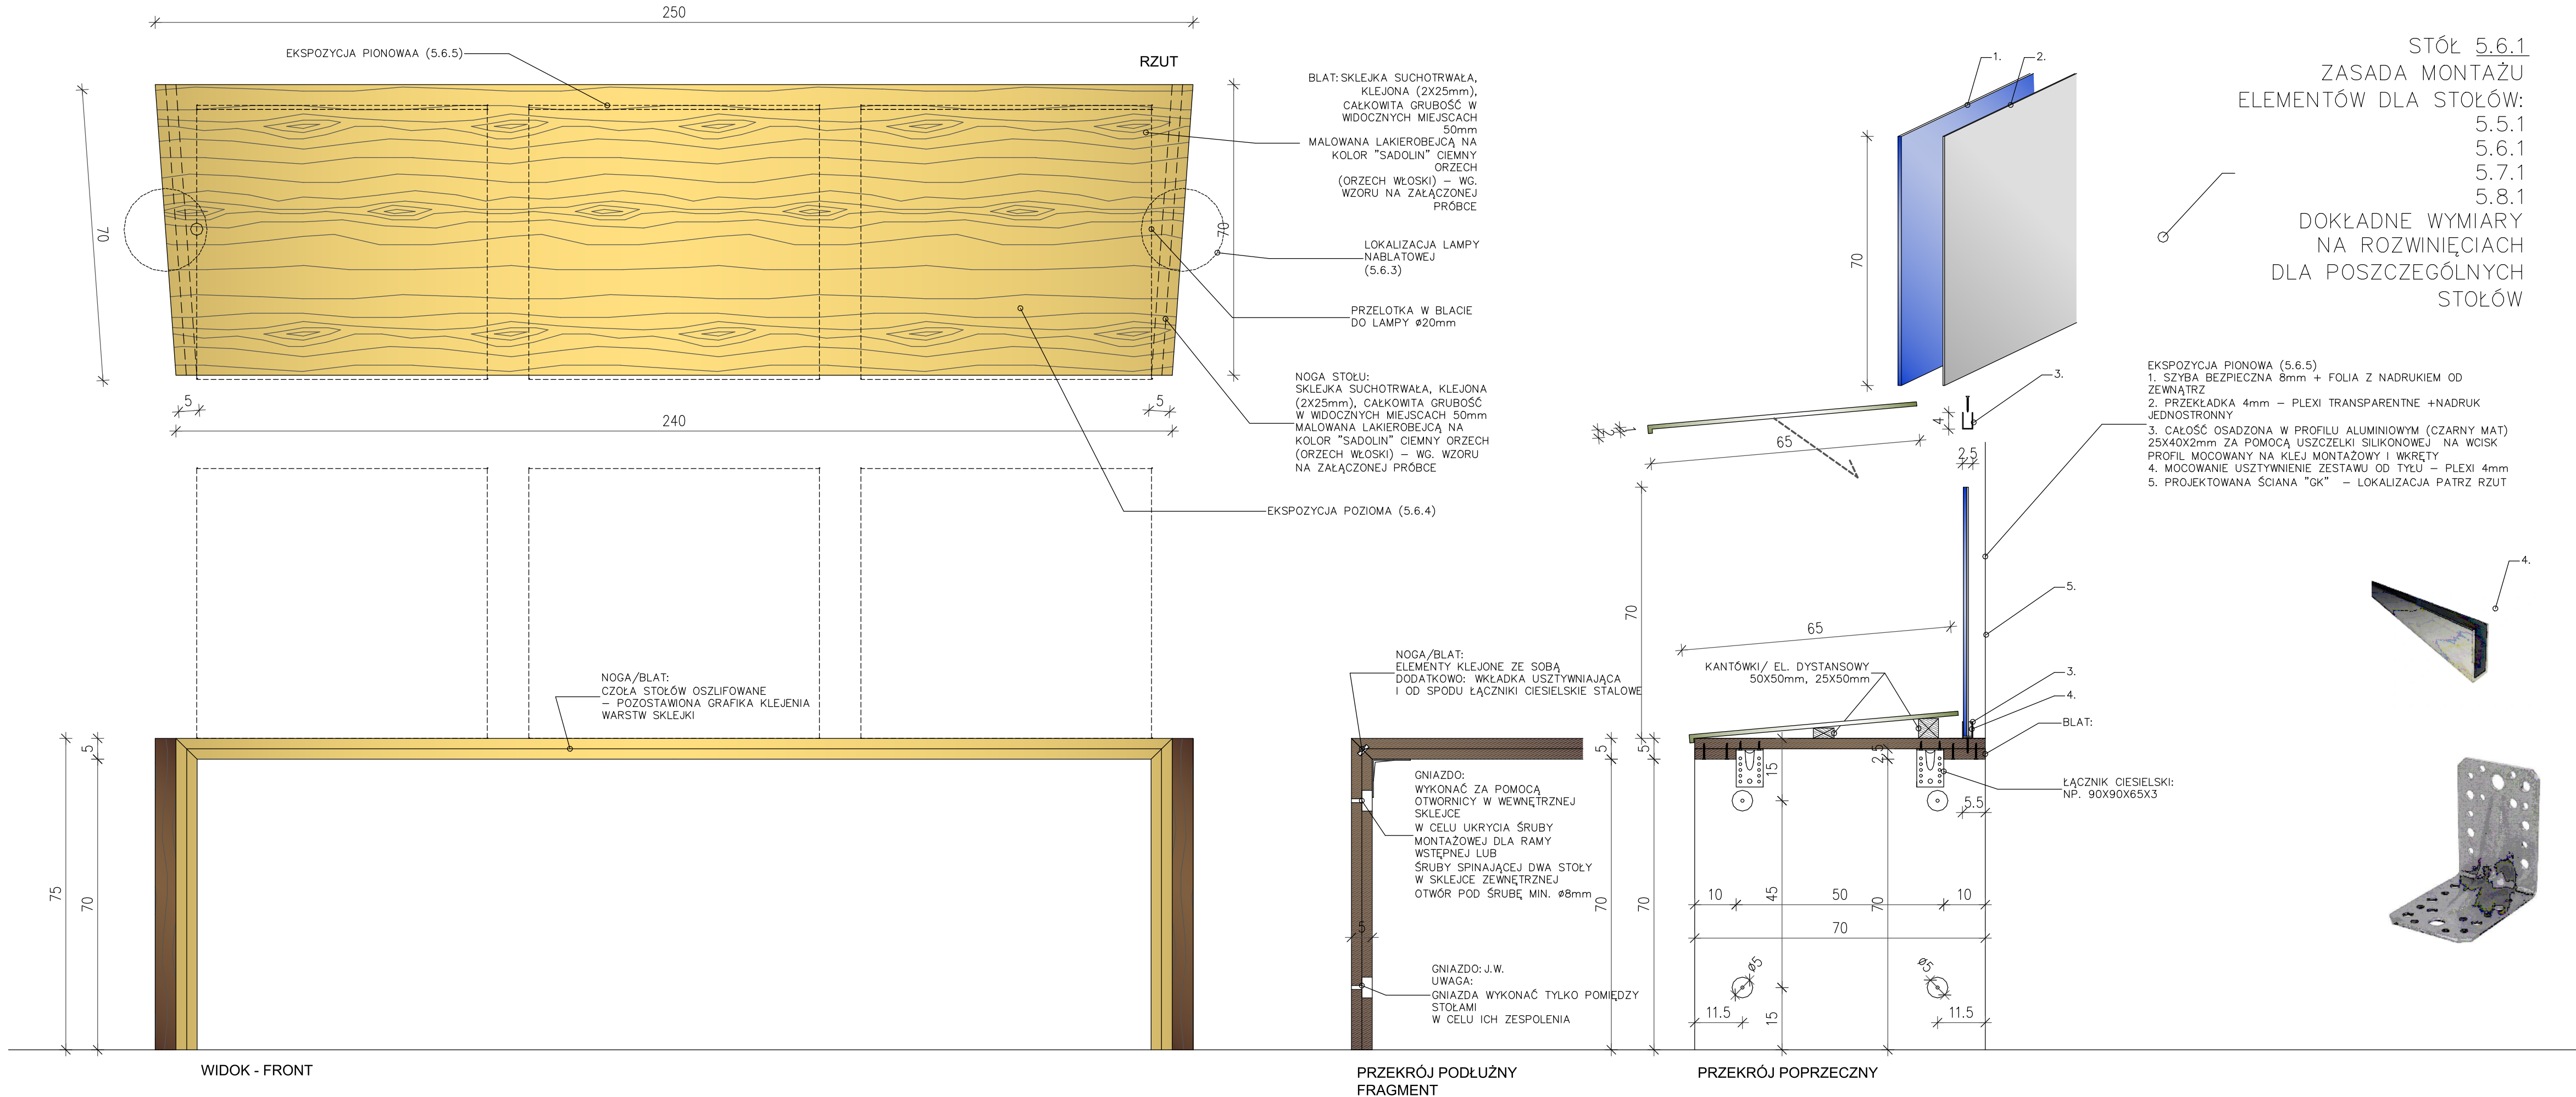 250
EKSPOZYCJA PIONOWAA (5.6.5)
RZUT
70
70
5
5
240
BLAT: SKLEJKA SUCHOTRWAŁA,
KLEJONA (2X25mm),
CAŁKOWITA GRUBOŚĆ W
WIDOCZNYCH MIEJSCACH
50mm
MALOWANA LAKIEROBEJCĄ NA
KOLOR "SADOLIN" CIEMNY
ORZECH
(ORZECH WŁOSKI) – WG.
WZORU NA ZAŁĄCZONEJ
PRÓBCE
LOKALIZACJA LAMPY
NABLATOWEJ
(5.6.3)
PRZELOTKA W BLACIE
DO LAMPY ø20mm
NOGA STOŁU:
SKLEJKA SUCHOTRWAŁA, KLEJONA
(2X25mm), CAŁKOWITA GRUBOŚĆ
W WIDOCZNYCH MIEJSCACH 50mm
MALOWANA LAKIEROBEJCĄ NA
KOLOR "SADOLIN" CIEMNY ORZECH
(ORZECH WŁOSKI) – WG. WZORU
NA ZAŁĄCZONEJ PRÓBCE
EKSPOZYCJA POZIOMA (5.6.4)
NOGA/BLAT:
CZOŁA STOŁÓW OSZLIFOWANE
– POZOSTAWIONA GRAFIKA KLEJENIA
WARSTW SKLEJKI
75
5
70
WIDOK - FRONT
NOGA/BLAT:
ELEMENTY KLEJONE ZE SOBĄ
DODATKOWO: WKŁADKA USZTYWNIAJĄCA
I OD SPODU ŁĄCZNIKI CIESIELSKIE STALOWE
GNIAZDO:
WYKONAĆ ZA POMOCĄ
OTWORNICY W WEWNĘTRZNEJ
SKLEJCE
W CELU UKRYCIA ŚRUBY
MONTAŻOWEJ DLA RAMY
WSTĘPNEJ LUB
ŚRUBY SPINAJĄCEJ DWA STOŁY
W SKLEJCE ZEWNĘTRZNEJ
OTWÓR POD ŚRUBĘ MIN. ø8mm
5
GNIAZDO: J.W.
UWAGA:
GNIAZDA WYKONAĆ TYLKO POMIĘDZY
STOŁAMI
W CELU ICH ZESPOLENIA
5
70
PRZEKRÓJ PODŁUŻNY
FRAGMENT
1.
2.
70
3.
4
65
2,5
70
65
KANTÓWKI/ EL. DYSTANSOWY
50X50mm, 25X50mm
5.
3.
4.
BLAT:
ŁĄCZNIK CIESIELSKI:
NP. 90X90X65X3
5
70
15
2,5
5.5
10
45
50
70
10
70
ø5
ø5
11.5
15
11.5
PRZEKRÓJ POPRZECZNY
STÓŁ 5.6.1
ZASADA MONTAŻU
ELEMENTÓW DLA STOŁÓW:
5.5.1
5.6.1
5.7.1
5.8.1
DOKŁADNE WYMIARY
NA ROZWINIĘCIACH
DLA POSZCZEGÓLNYCH
STOŁÓW
EKSPOZYCJA PIONOWA (5.6.5)
1. SZYBA BEZPIECZNA 8mm + FOLIA Z NADRUKIEM OD
ZEWNĄTRZ
2. PRZEKŁADKA 4mm – PLEXI TRANSPARENTNE +NADRUK
JEDNOSTRONNY
3. CAŁOŚĆ OSADZONA W PROFILU ALUMINIOWYM (CZARNY MAT)
25X40X2mm ZA POMOCĄ USZCZELKI SILIKONOWEJ NA WCISK
PROFIL MOCOWANY NA KLEJ MONTAŻOWY I WKRĘTY
4. MOCOWANIE USZTYWNIENIE ZESTAWU OD TYŁU – PLEXI 4mm
5. PROJEKTOWANA ŚCIANA "GK" – LOKALIZACJA PATRZ RZUT
4.